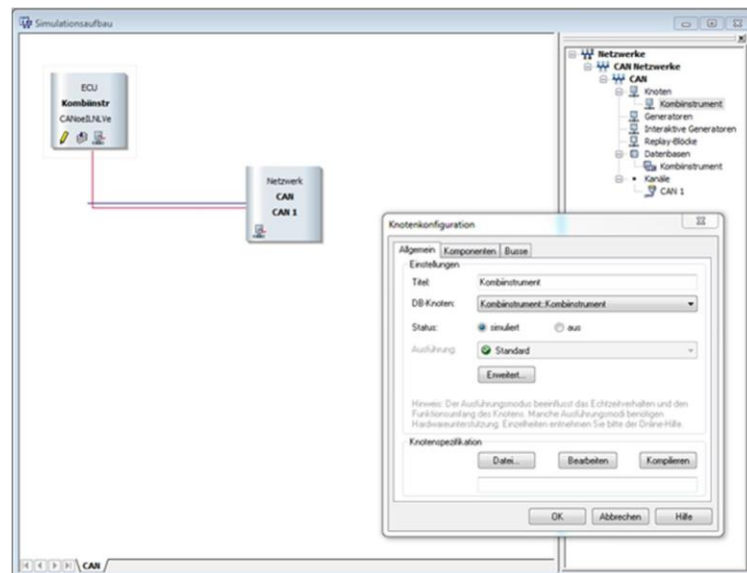 Simulationsaufbau
ECU
Kombiinstr
CANoeILNLVe
Netzwerk
CAN
CAN 1
CAN
Netzwerke
CAN Netzwerke
CAN
Knoten
Kombiinstrument
Generatoren
Interaktive Generatoren
Replay-Blöcke
Datenbasen
Kombiinstrument
Kanäle
CAN 1
Knotenkonfiguration
Allgemein Komponenten Busse
Einstellungen
Titel: Kombiinstrument
DB-Knoten: Kombiinstrument::Kombiinstrument
Status: simuliert aus
Ausführung: Standard
Erweitert...
Hinweis: Der Ausführungsmodus beeinflusst das Echtzeitverhalten und den
Funktionsumfang des Knotens. Manche Ausführungsmodi benötigen
Hardwareunterstützung. Einzelheiten entnehmen Sie bitte der Online-Hilfe.
Knotenspezifikation
Datei... Bearbeiten Kompilieren
OK Abbrechen Hilfe